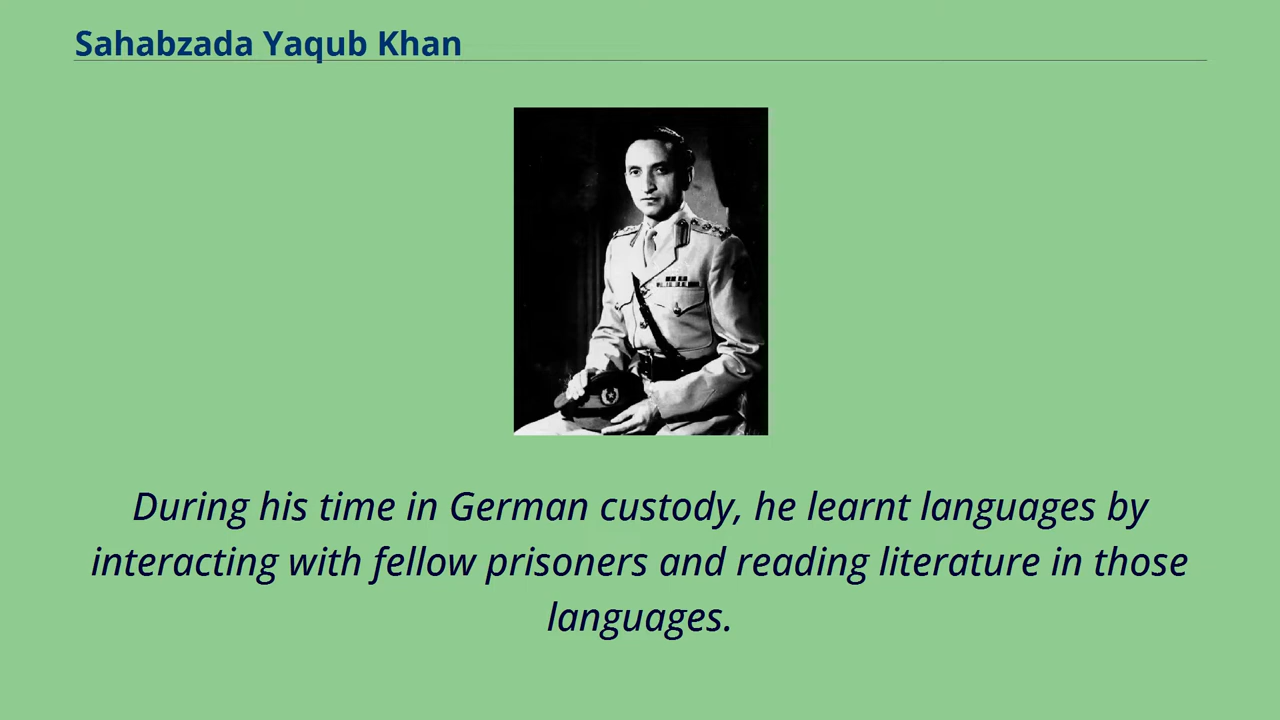 Sahabzada Yaqub Khan
During his time in German custody, he learnt languages by
interacting with fellow prisoners and reading literature in those
languages.